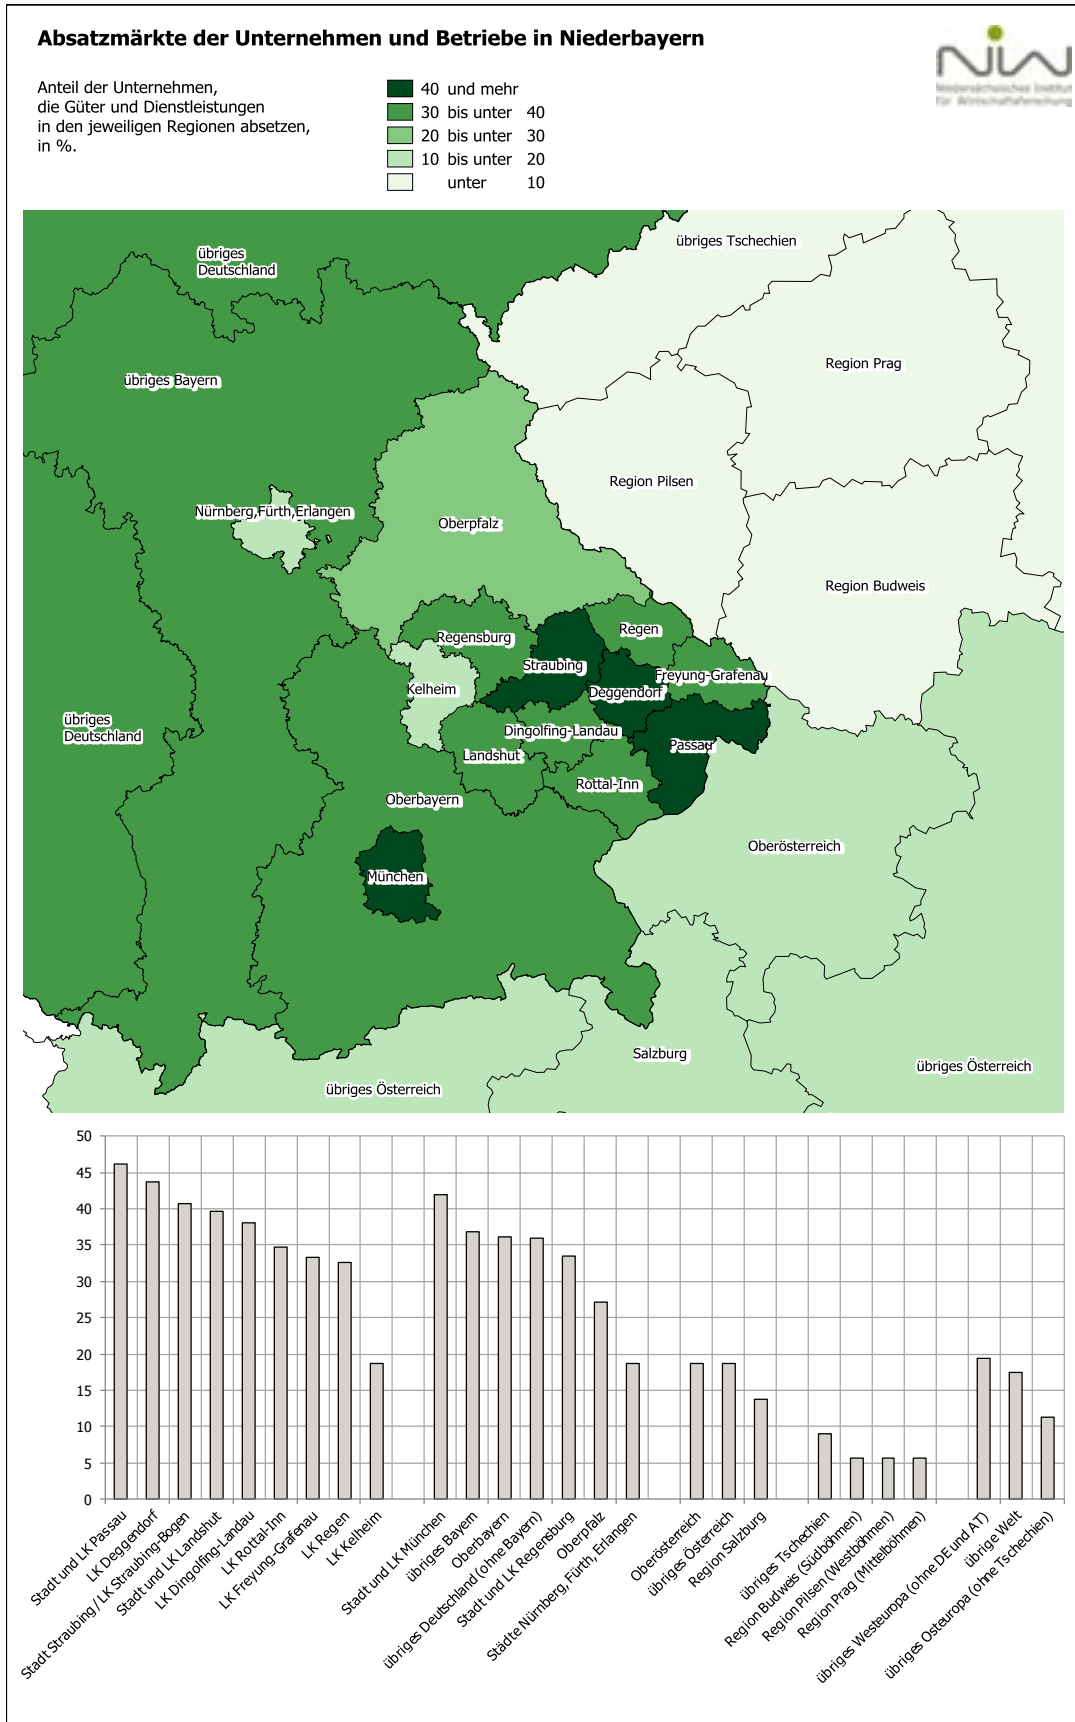 Absatzmärkte der Unternehmen und Betriebe in Niederbayern
Niedersächsisches Institut
für Wirtschaftsforschung
Anteil der Unternehmen,
die Güter und Dienstleistungen
in den jeweiligen Regionen absetzen,
in %.
40 und mehr
30 bis unter 40
20 bis unter 30
10 bis unter 20
unter 10
übriges Tschechien
übriges
Deutschland
Region Prag
übriges Bayern
Region Pilsen
Nürnberg,Fürth,Erlangen
Oberpfalz
Region Budweis
Regen
Regensburg
Straubing
Freyung-Grafenau
Kelheim
Deggendorf
übriges
Deutschland
Dingolfing-Landau
Passau
Landshut
Rottal-Inn
Oberbayern
Oberösterreich
München
Salzburg
übriges Österreich
übriges Österreich
50
45
40
35
30
25
20
15
10
5
0
Stadt und LK Passau
LK Deggendorf
Stadt Straubing / LK Straubing-Bogen
Stadt und LK Landshut
LK Dingolfing-Landau
LK Rottal-Inn
LK Freyung-Grafenau
LK Regen
LK Kelheim
Stadt und LK München
übriges Bayern
Oberbayern
übriges Deutschland (ohne Bayern)
Stadt und LK Regensburg
Oberpfalz
Städte Nürnberg, Fürth, Erlangen
Oberösterreich
übriges Österreich
Region Salzburg
übriges Tschechien
Region Budweis (Südböhmen)
Region Pilsen (Westböhmen)
Region Prag (Mittelböhmen)
übriges Westeuropa (ohne DE und AT)
übrige Welt
übriges Osteuropa (ohne Tschechien)